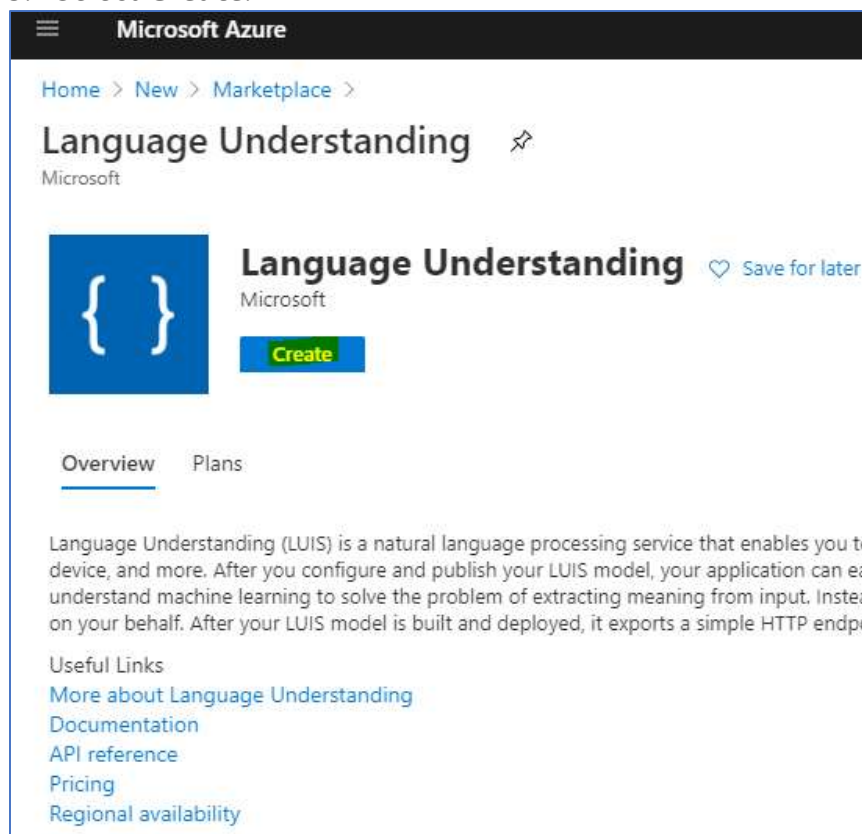 Microsoft Azure
Home > New > Marketplace >
Language Understanding
Microsoft
{ }
Language Understanding
Save for later
Microsoft
Create
Overview Plans
Language Understanding (LUIS) is a natural language processing service that enables you
device, and more. After you configure and publish your LUIS model, your application can
understand machine learning to solve the problem of extracting meaning from input.
on your behalf. After your LUIS model is built and deployed, it exports a simple HTTP
Useful Links
More about Language Understanding
Documentation
API reference
Pricing
Regional availability